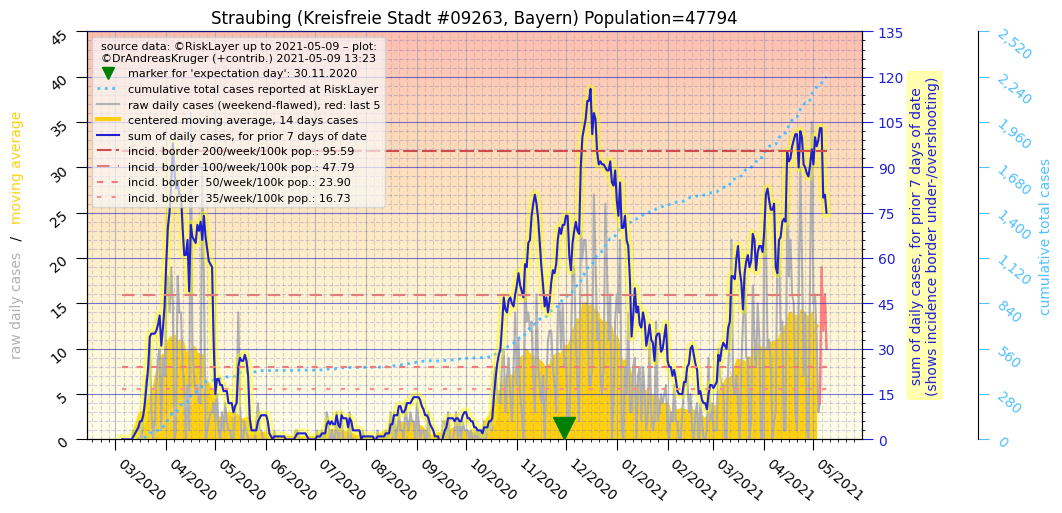 Straubing (Kreisfreie Stadt #09263, Bayern) Population=47794
source data: ©RiskLayer up to 2021-05-09 – plot:
©DrAndreasKruger (+contrib.) 2021-05-09 13:23
marker for 'expectation day': 30.11.2020
cumulative total cases reported at RiskLayer
raw daily cases (weekend-flawed), red: last 5
centered moving average, 14 days cases
sum of daily cases, for prior 7 days of date
incid. border 200/week/100k pop.: 95.59
incid. border 100/week/100k pop.: 47.79
incid. border  50/week/100k pop.: 23.90
incid. border  35/week/100k pop.: 16.73
raw daily cases  /  moving average
45
40
35
30
25
20
15
10
5
0
03/2020
04/2020
05/2020
06/2020
07/2020
08/2020
09/2020
10/2020
11/2020
12/2020
01/2021
02/2021
03/2021
04/2021
05/2021
135
120
105
90
75
60
45
30
15
0
sum of daily cases, for prior 7 days of date
(shows incidence border under-/overshooting)
2,520
2,240
1,960
1,680
1,400
1,120
840
560
280
0
cumulative total cases